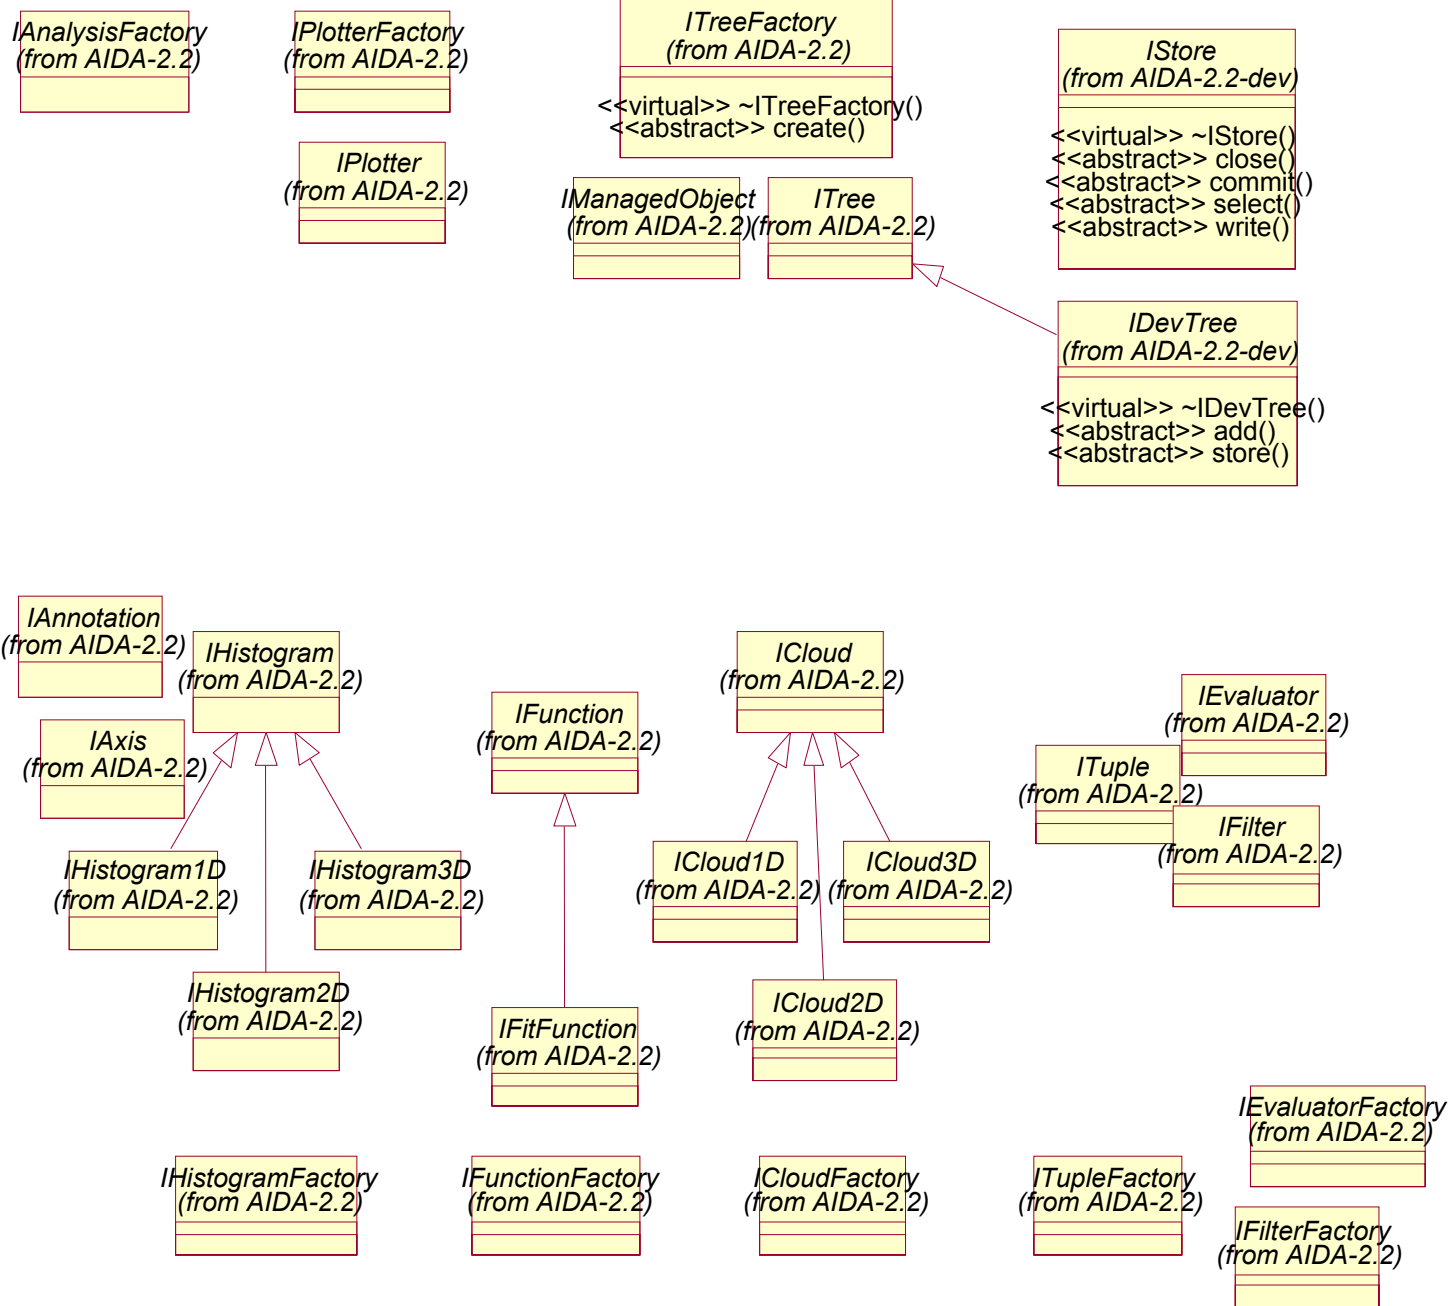 IAnalysisFactory
(from AIDA-2.2)
IPlotterFactory
(from AIDA-2.2)
ITreeFactory
(from AIDA-2.2)
<<virtual>> ~ITreeFactory()
<<abstract>> create()
IStore
(from AIDA-2.2-dev)
<<virtual>> ~IStore()
<<abstract>> close()
<<abstract>> commit()
<<abstract>> select()
<<abstract>> write()
IPlotter
(from AIDA-2.2)
IManagedObject
(from AIDA-2.2)
ITree
(from AIDA-2.2)
IDevTree
(from AIDA-2.2-dev)
<<virtual>> ~IDevTree()
<<abstract>> add()
<<abstract>> store()
IAnnotation
(from AIDA-2.2)
IHistogram
(from AIDA-2.2)
ICloud
(from AIDA-2.2)
IFunction
(from AIDA-2.2)
IEvaluator
(from AIDA-2.2)
IAxis
(from AIDA-2.2)
ITuple
(from AIDA-2.2)
IFilter
(from AIDA-2.2)
IHistogram1D
(from AIDA-2.2)
IHistogram3D
(from AIDA-2.2)
ICloud1D
(from AIDA-2.2)
ICloud3D
(from AIDA-2.2)
IHistogram2D
(from AIDA-2.2)
IFitFunction
(from AIDA-2.2)
ICloud2D
(from AIDA-2.2)
IEvaluatorFactory
(from AIDA-2.2)
IHistogramFactory
(from AIDA-2.2)
IFunctionFactory
(from AIDA-2.2)
ICloudFactory
(from AIDA-2.2)
ITupleFactory
(from AIDA-2.2)
IFilterFactory
(from AIDA-2.2)